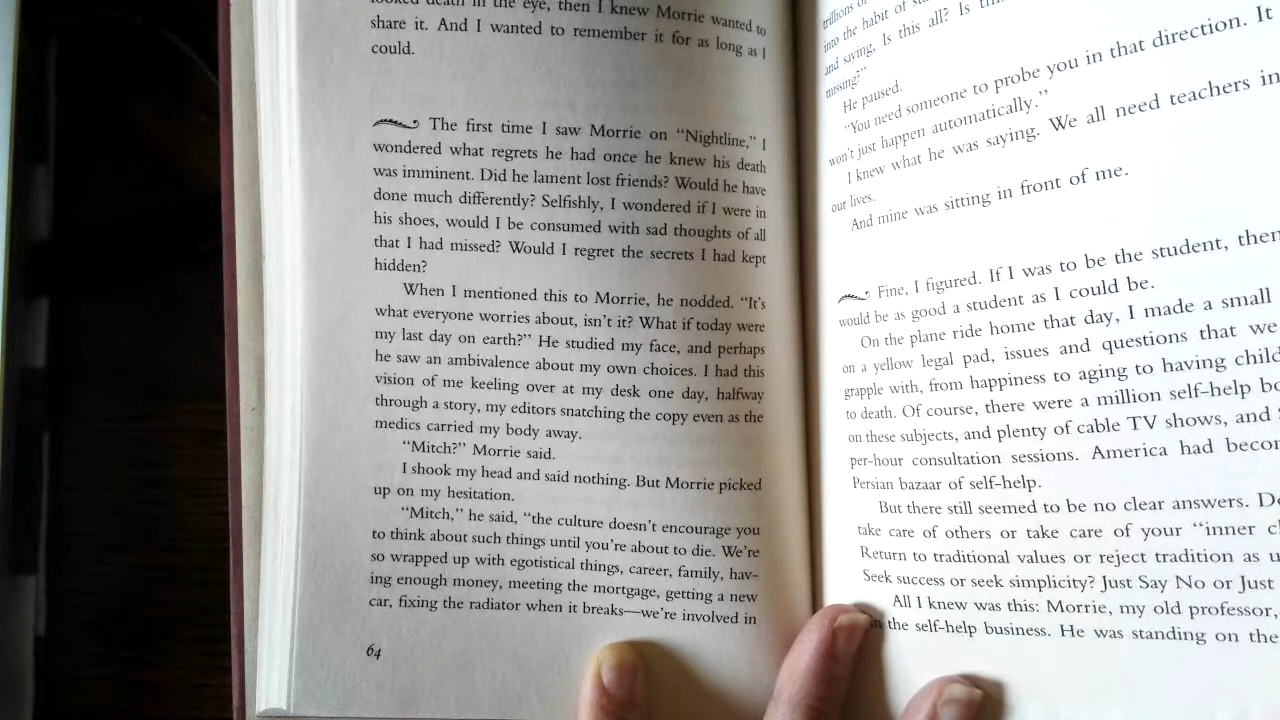 looked death in the eye, then I knew Morrie wanted to
share it. And I wanted to remember it for as long as I
could.
The first time I saw Morrie on “Nightline,” I
wondered what regrets he had once he knew his death
was imminent. Did he lament lost friends? Would he have
done much differently? Selfishly, I wondered if I were in
his shoes, would I be consumed with sad thoughts of all
that I had missed? Would I regret the secrets I had kept
hidden?
When I mentioned this to Morrie, he nodded. “It’s
what everyone worries about, isn’t it? What if today were
my last day on earth?” He studied my face, and perhaps
he saw an ambivalence about my own choices. I had this
vision of me keeling over at my desk one day, halfway
through a story, my editors snatching the copy even as the
medics carried my body away.
“Mitch?” Morrie said.
I shook my head and said nothing. But Morrie picked
up on my hesitation.
“Mitch,” he said, “the culture doesn’t encourage you
to think about such things until you’re about to die. We’re
so wrapped up with egotistical things, career, family, hav-
ing enough money, meeting the mortgage, getting a new
car, fixing the radiator when it breaks—we’re involved in
64
trillions of
into the habit of
and saying, Is this all? Is
missing?”
He paused.
“You need someone to probe you in that direction. It
won’t just happen automatically.”
I knew what he was saying. We all need teachers in
our lives.
And mine was sitting in front of me.
Fine, I figured. If I was to be the student, then
would be as good a student as I could be.
On the plane ride home that day, I made a small
on a yellow legal pad, issues and questions that we
grapple with, from happiness to aging to having child
to death. Of course, there were a million self-help bo
on these subjects, and plenty of cable TV shows, and
per-hour consultation sessions. America had becom
Persian bazaar of self-help.
But there still seemed to be no clear answers. Do
take care of others or take care of your “inner c
Return to traditional values or reject tradition as u
Seek success or seek simplicity? Just Say No or Just
All I knew was this: Morrie, my old professor,
in the self-help business. He was standing on the